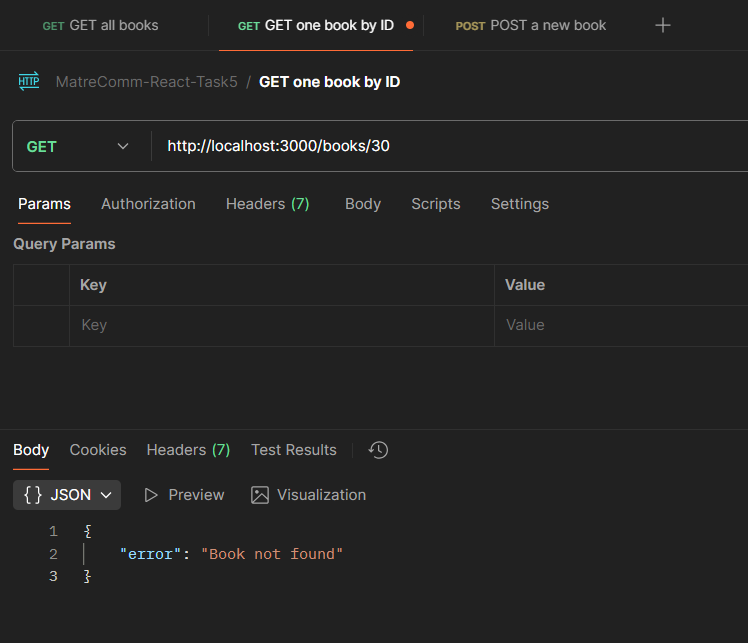 GET GET all books GET GET one book by ID POST POST a new book
HTTP MatreComm-React-Task5 / GET one book by ID
GET http://localhost:3000/books/30
Params Authorization Headers (7) Body Scripts Settings
Query Params
Key Value
Key Value
Body Cookies Headers (7) Test Results
{} JSON Preview Visualization
1 {
2 "error": "Book not found"
3 }